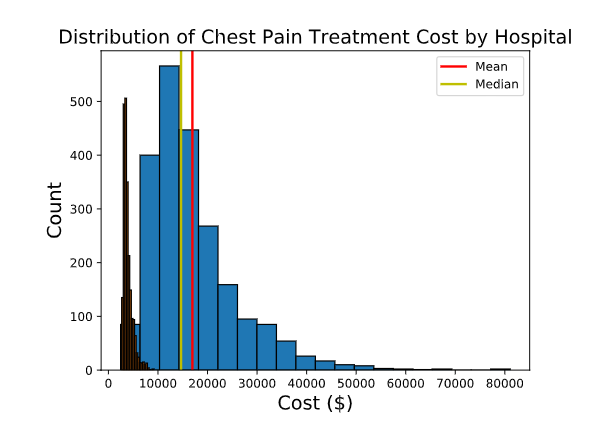 Distribution of Chest Pain Treatment Cost by Hospital
Mean
Median
500
400
300
200
100
0
Count
0 10000 20000 30000 40000 50000 60000 70000 80000
Cost ($)